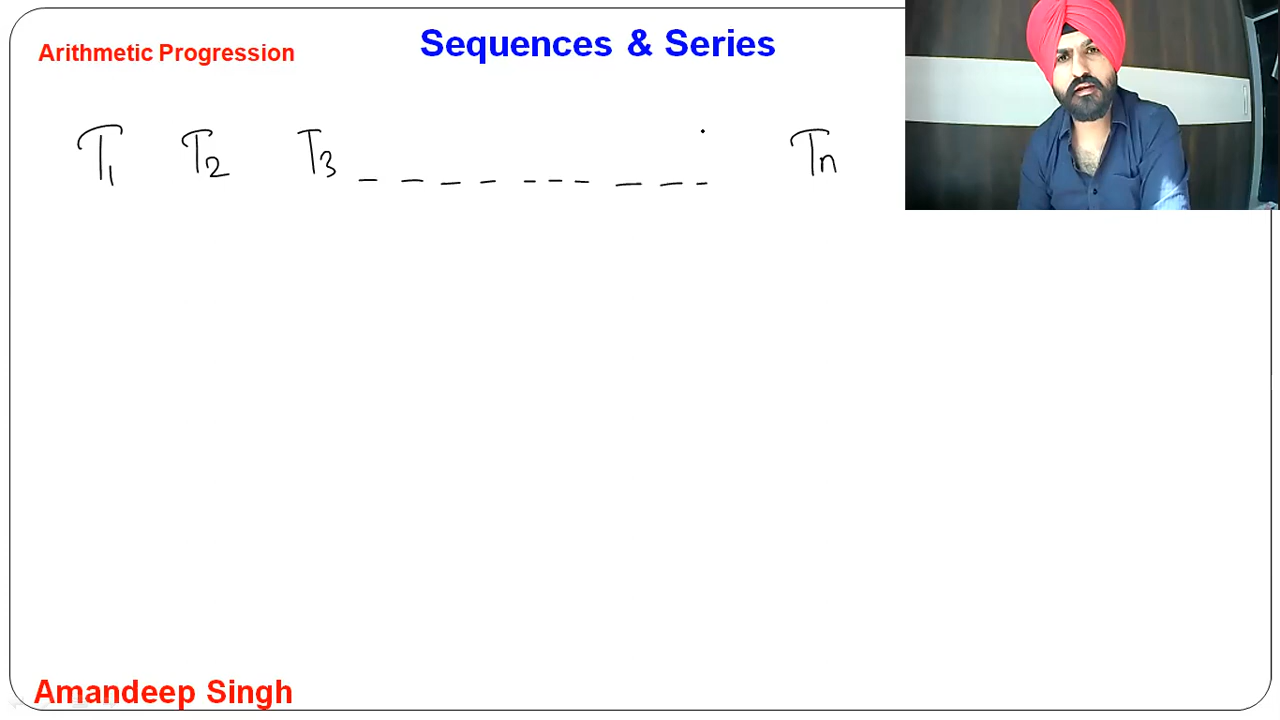 Sequences & Series
Arithmetic Progression
T1 T2 T3 _ _ _ _ _ _ _ _ _ _ Tn
Amandeep Singh